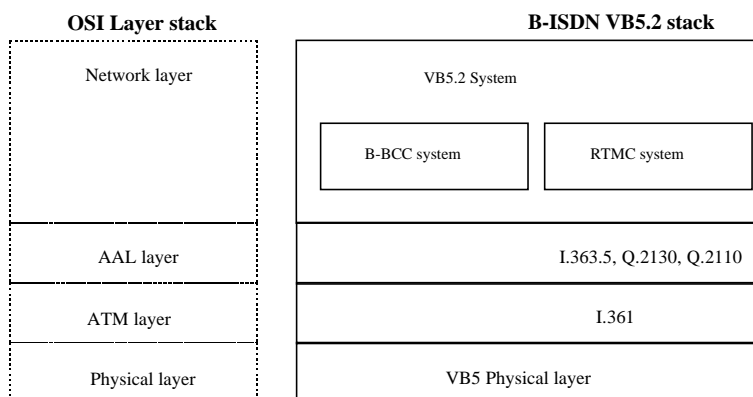 OSI Layer stack
B-ISDN VB5.2 stack
Network layer
VB5.2 System
B-BCC system
RTMC system
AAL layer
I.363.5, Q.2130, Q.2110
ATM layer
I.361
Physical layer
VB5 Physical layer